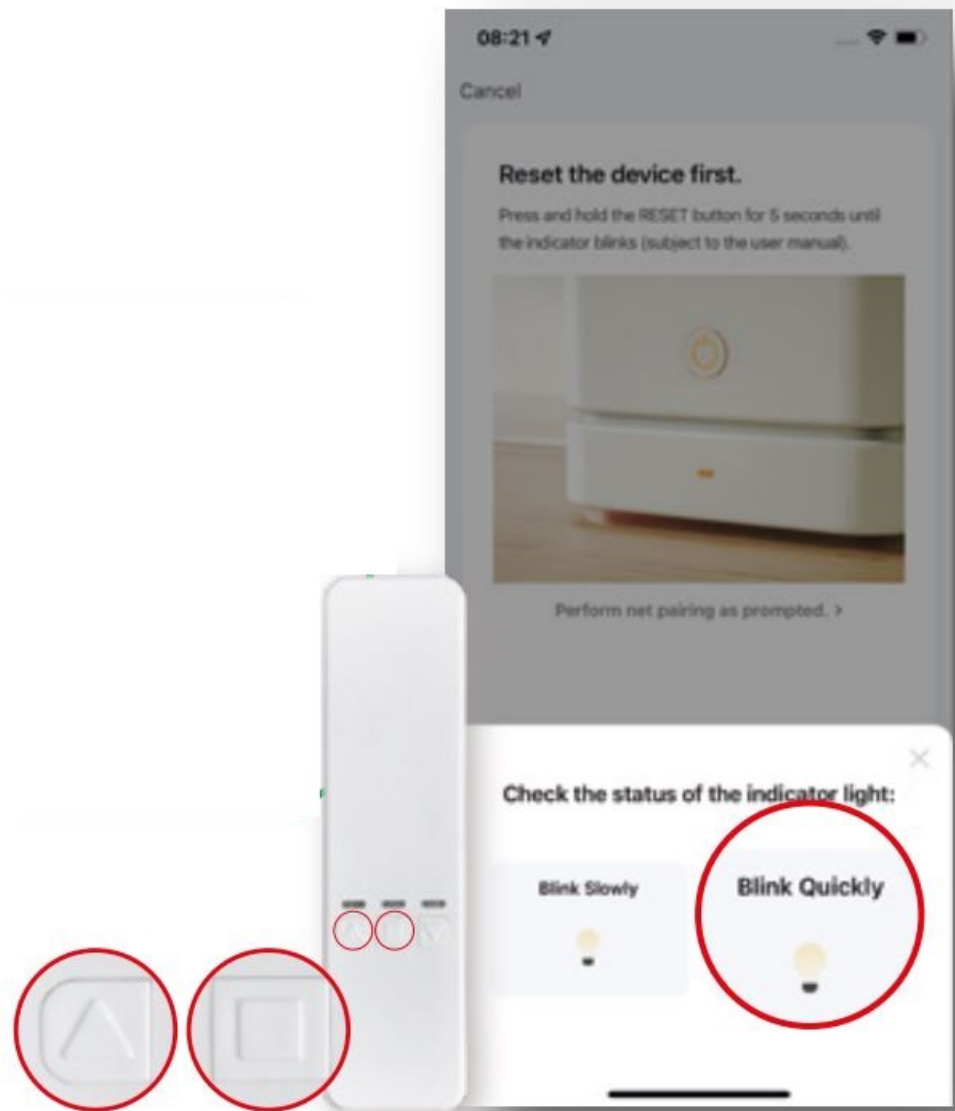 08:21
Cancel
Reset the device first.
Press and hold the RESET button for 5 seconds until
the indicator blinks (subject to the user manual).
Perform net pairing as prompted. >
Check the status of the indicator light:
Blink Slowly
Blink Quickly